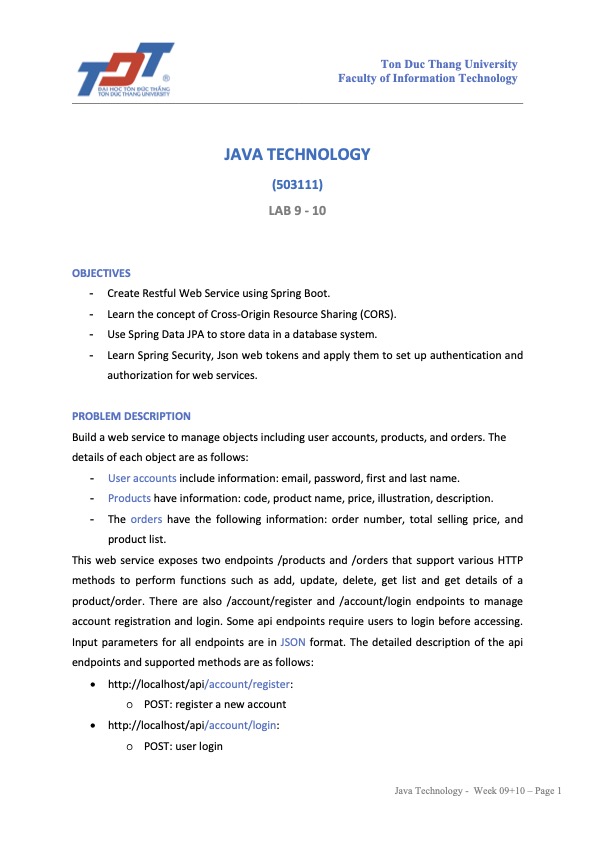 TDT
®
ĐẠI HỌC TÔN ĐỨC THẮNG
TON DUC THANG UNIVERSITY
Ton Duc Thang University
Faculty of Information Technology
JAVA TECHNOLOGY
(503111)
LAB 9 - 10
OBJECTIVES
- Create Restful Web Service using Spring Boot.
- Learn the concept of Cross-Origin Resource Sharing (CORS).
- Use Spring Data JPA to store data in a database system.
- Learn Spring Security, Json web tokens and apply them to set up authentication and
authorization for web services.
PROBLEM DESCRIPTION
Build a web service to manage objects including user accounts, products, and orders. The
details of each object are as follows:
- User accounts include information: email, password, first and last name.
- Products have information: code, product name, price, illustration, description.
- The orders have the following information: order number, total selling price, and
product list.
This web service exposes two endpoints /products and /orders that support various HTTP
methods to perform functions such as add, update, delete, get list and get details of a
product/order. There are also /account/register and /account/login endpoints to manage
account registration and login. Some api endpoints require users to login before accessing.
Input parameters for all endpoints are in JSON format. The detailed description of the api
endpoints and supported methods are as follows:
• http://localhost/api/account/register:
o POST: register a new account
• http://localhost/api/account/login:
o POST: user login
Java Technology - Week 09+10 – Page 1